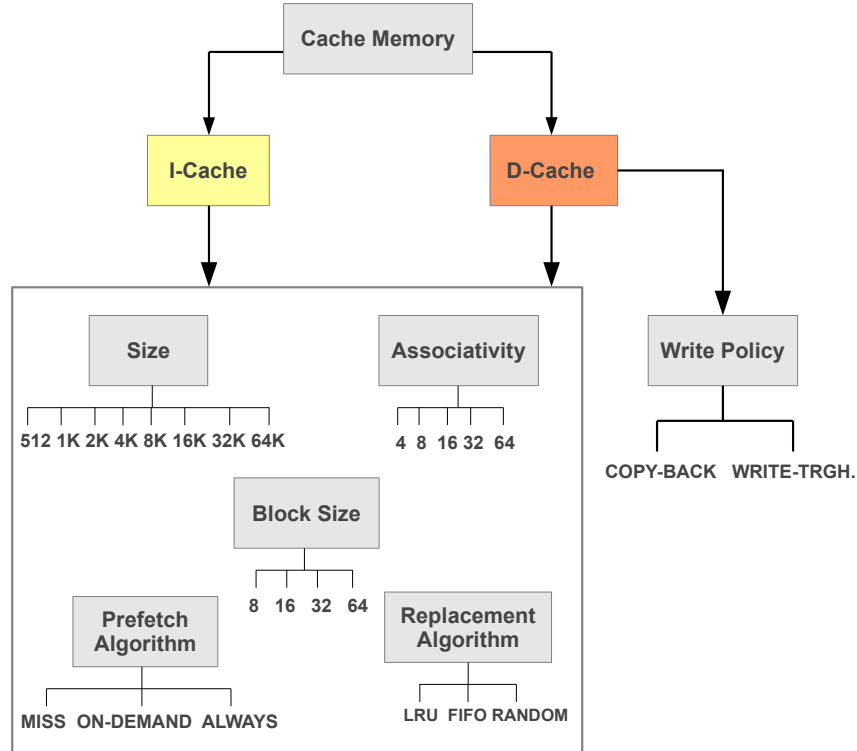 Cache Memory
I-Cache
D-Cache
Size
Associativity
Write Policy
512 1K 2K 4K 8K 16K 32K 64K
4 8 16 32 64
COPY-BACK WRITE-TRGH.
Block Size
8 16 32 64
Prefetch
Algorithm
Replacement
Algorithm
MISS ON-DEMAND ALWAYS
LRU FIFO RANDOM